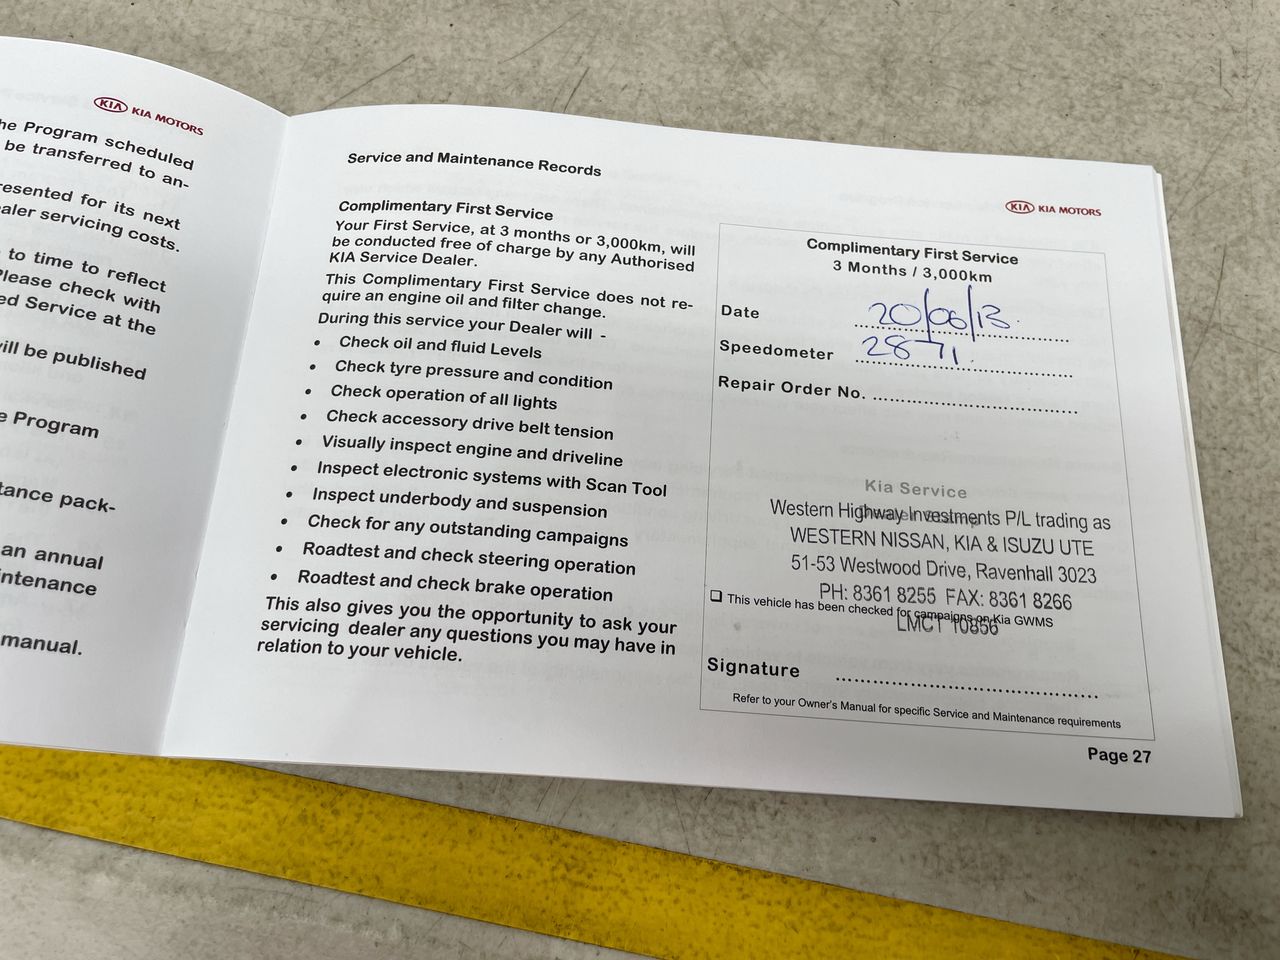 KIA KIA MOTORS
he Program scheduled
be transferred to an-
resented for its next
aler servicing costs.
to time to reflect
Please check with
ed Service at the
ill be published
e Program
tance pack-
an annual
intenance
manual.
Service and Maintenance Records
KIA KIA MOTORS
Complimentary First Service
Your First Service, at 3 months or 3,000km, will
be conducted free of charge by any Authorised
KIA Service Dealer.
This Complimentary First Service does not re-
quire an engine oil and filter change.
During this service your Dealer will -
• Check oil and fluid Levels
• Check tyre pressure and condition
• Check operation of all lights
• Check accessory drive belt tension
• Visually inspect engine and driveline
• Inspect electronic systems with Scan Tool
• Inspect underbody and suspension
• Check for any outstanding campaigns
• Roadtest and check steering operation
• Roadtest and check brake operation
This also gives you the opportunity to ask your
servicing dealer any questions you may have in
relation to your vehicle.
Complimentary First Service
3 Months / 3,000km
Date 20/06/13
Speedometer 2871
Repair Order No.
Kia Service
Western Highway Investments P/L trading as
WESTERN NISSAN, KIA & ISUZU UTE
51-53 Westwood Drive, Ravenhall 3023
PH: 8361 8255 FAX: 8361 8266
❑ This vehicle has been checked for campaigns on Kia GWMS
LMCT 10856
Signature
Refer to your Owner's Manual for specific Service and Maintenance requirements
Page 27